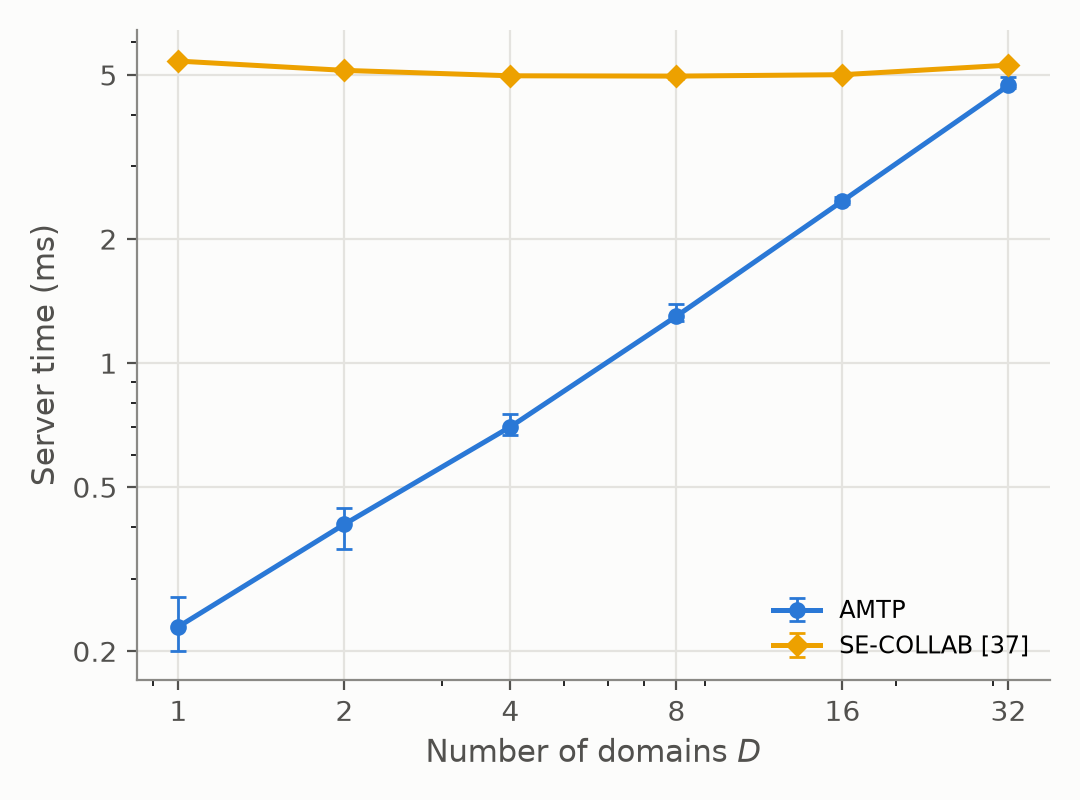 5
2
1
0.5
0.2
Server time (ms)
AMTP
SE-COLLAB [37]
1 2 4 8 16 32
Number of domains D